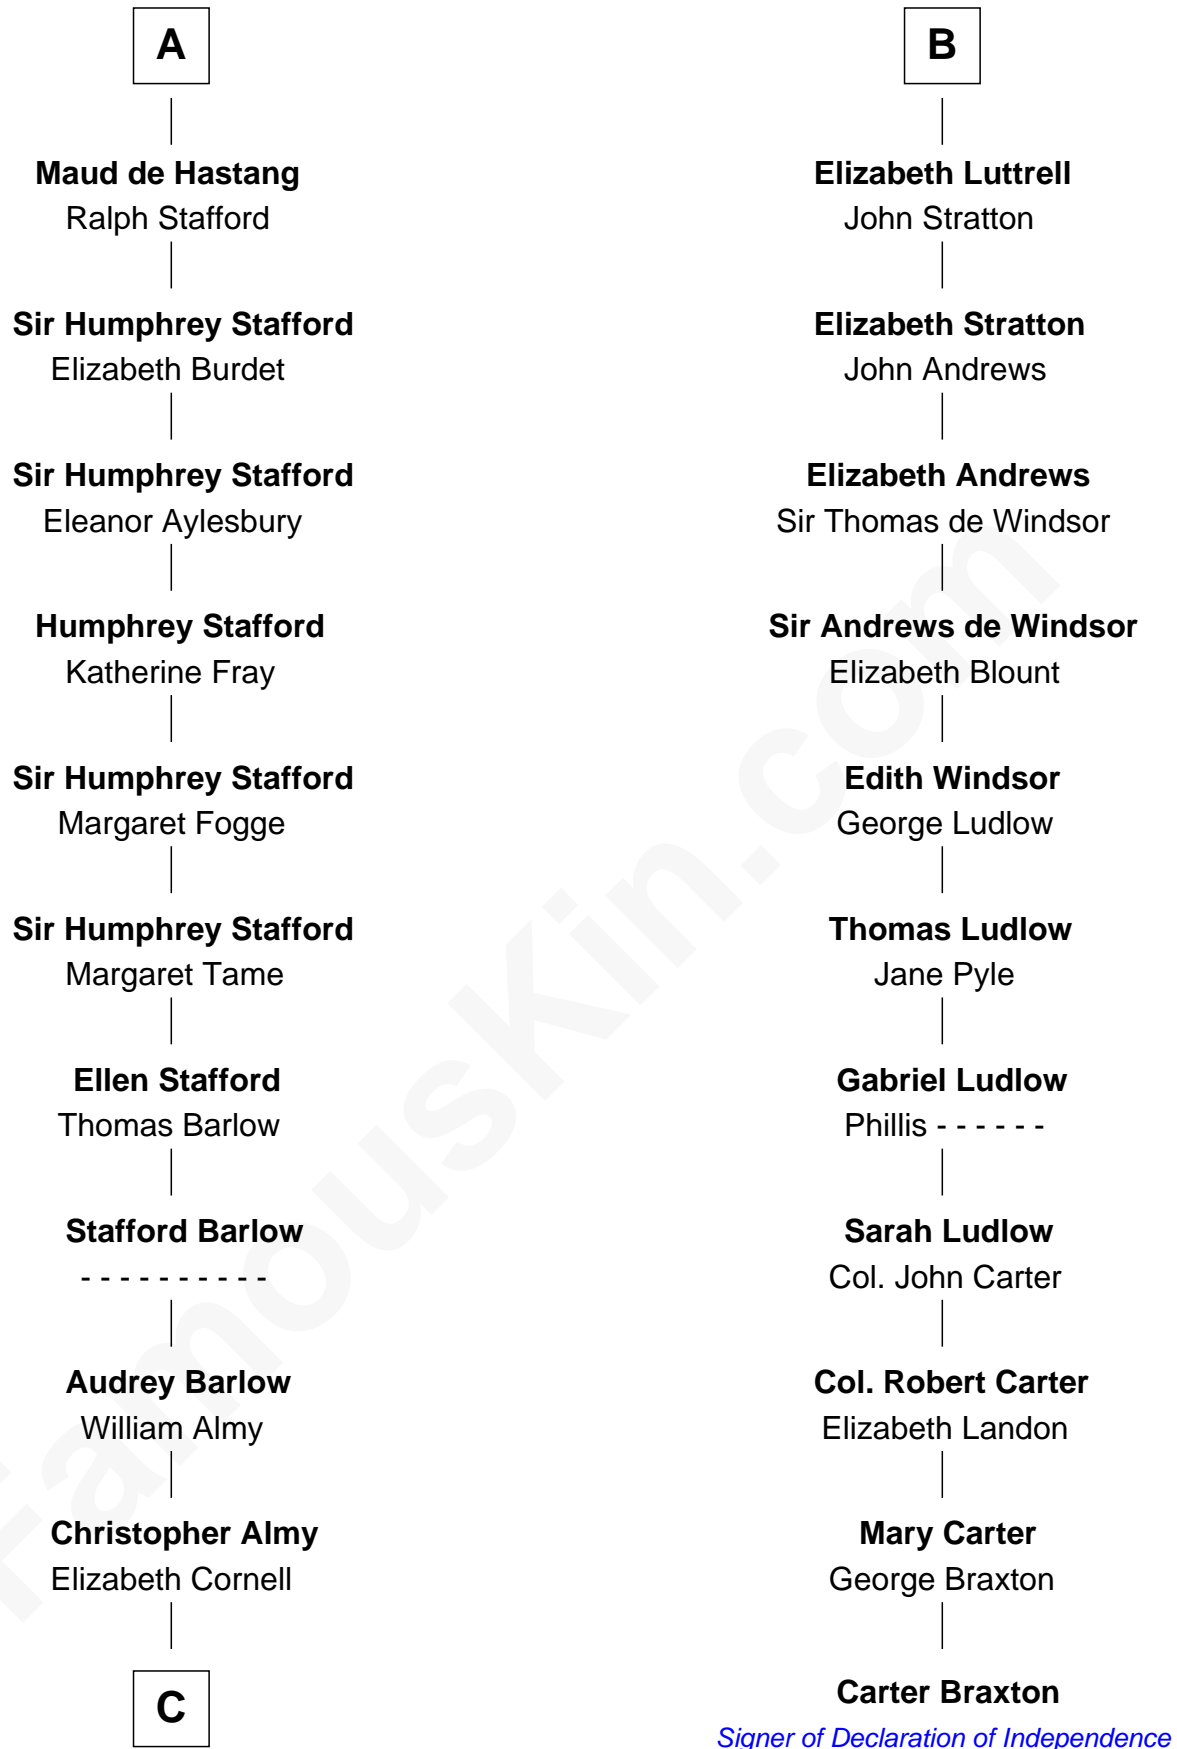 A
Maud de Hastang
Ralph Stafford
Sir Humphrey Stafford
Elizabeth Burdet
Sir Humphrey Stafford
Eleanor Aylesbury
Humphrey Stafford
Katherine Fray
Sir Humphrey Stafford
Margaret Fogge
Sir Humphrey Stafford
Margaret Tame
Ellen Stafford
Thomas Barlow
Stafford Barlow
- - - - - - - - - -
Audrey Barlow
William Almy
Christopher Almy
Elizabeth Cornell
C
B
Elizabeth Luttrell
John Stratton
Elizabeth Stratton
John Andrews
Elizabeth Andrews
Sir Thomas de Windsor
Sir Andrews de Windsor
Elizabeth Blount
Edith Windsor
George Ludlow
Thomas Ludlow
Jane Pyle
Gabriel Ludlow
Phillis - - - - - -
Sarah Ludlow
Col. John Carter
Col. Robert Carter
Elizabeth Landon
Mary Carter
George Braxton
Carter Braxton
Signer of Declaration of Independence
FamousKin.com